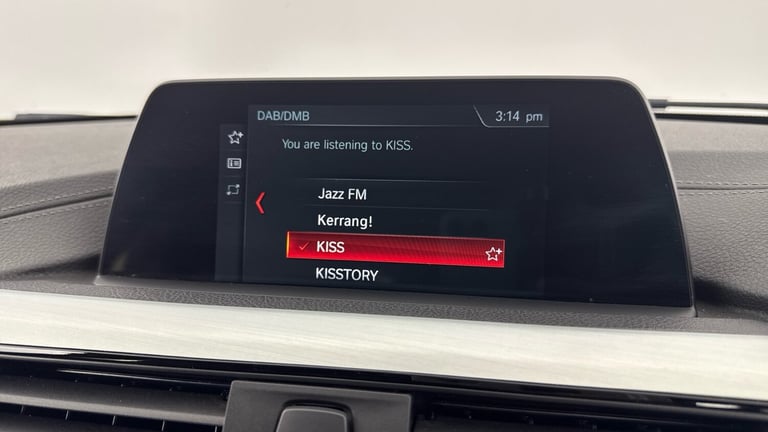 DAB/DMB
3:14 pm
You are listening to KISS.
Jazz FM
Kerrang!
KISS
KISSTORY